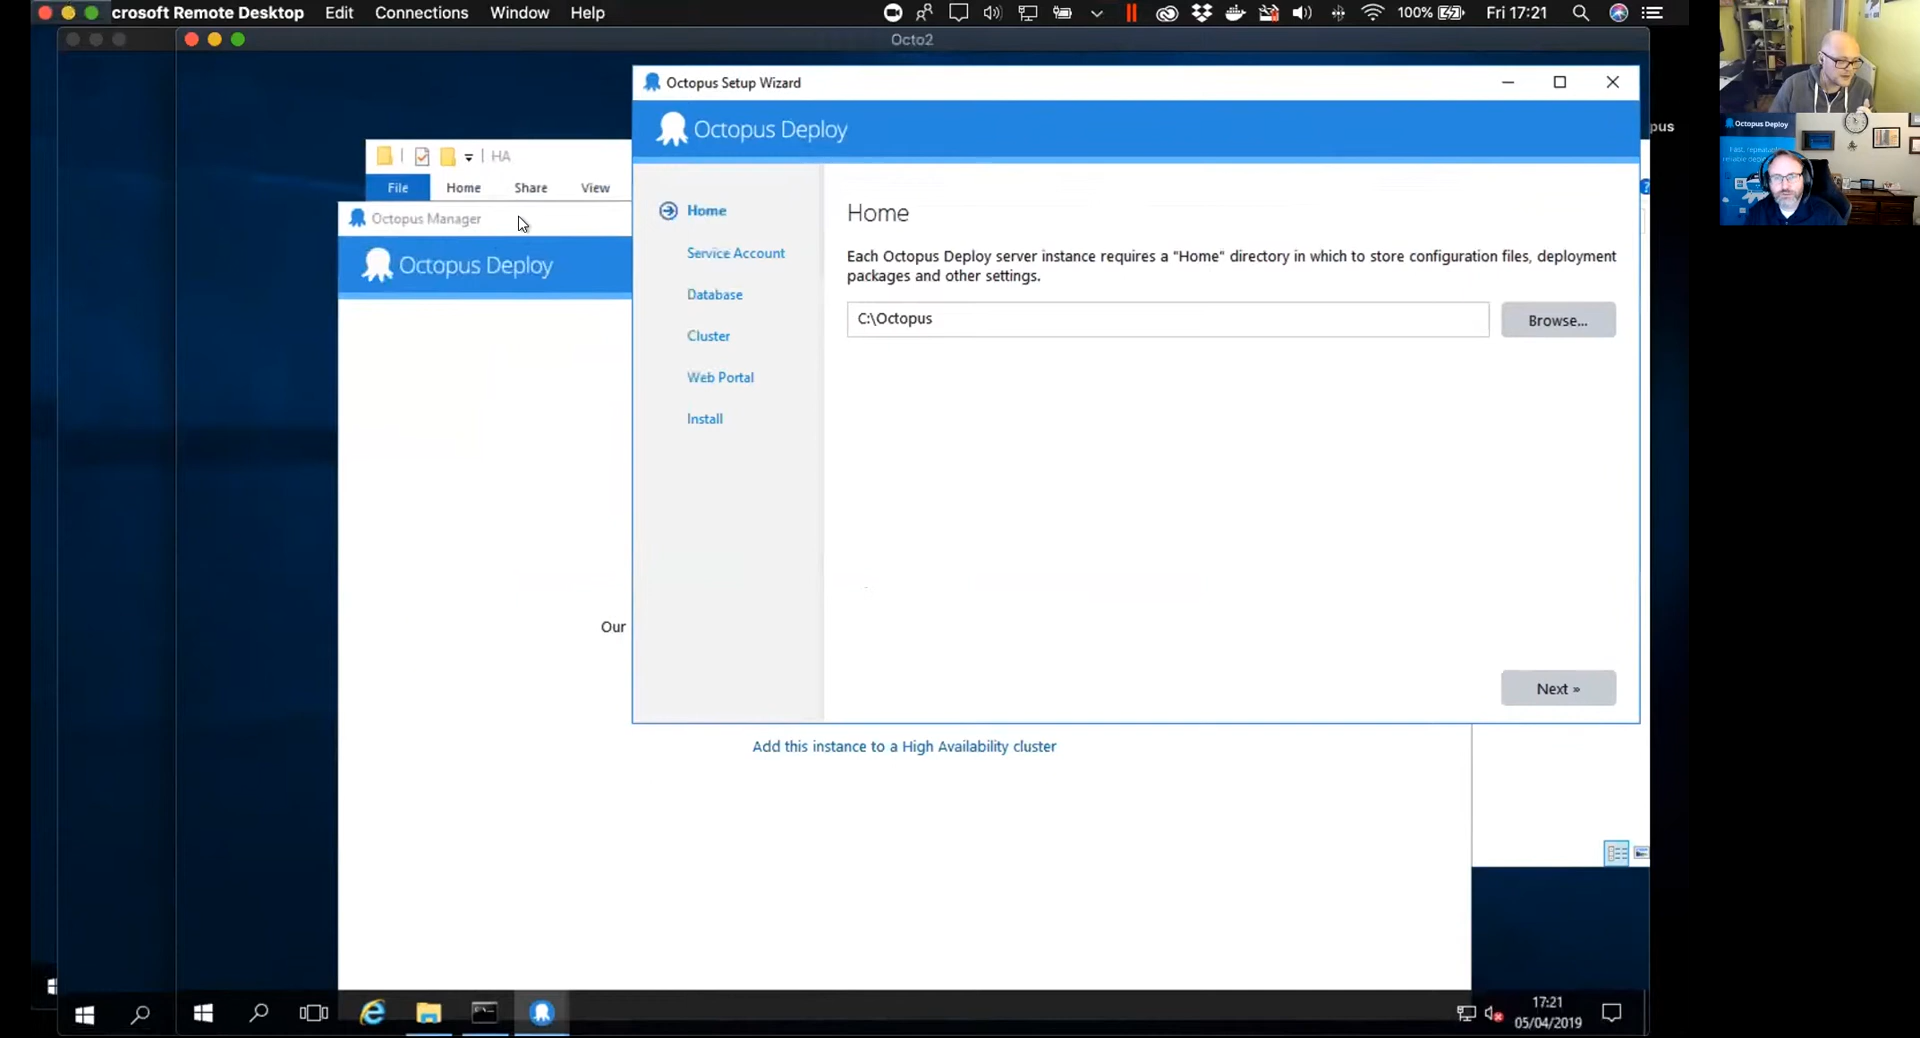 crosoft Remote Desktop Edit Connections Window Help 100% Fri 17:21
Octo2
Octopus Setup Wizard
Octopus Deploy
HA
File Home Share View
Octopus Manager
Octopus Deploy
Our
Home
Service Account
Database
Cluster
Web Portal
Install
Home
Each Octopus Deploy server instance requires a "Home" directory in which to store configuration files, deployment
packages and other settings.
C:\Octopus
Browse...
Next »
Add this instance to a High Availability cluster
17:21
05/04/2019
pus
Octopus Deploy